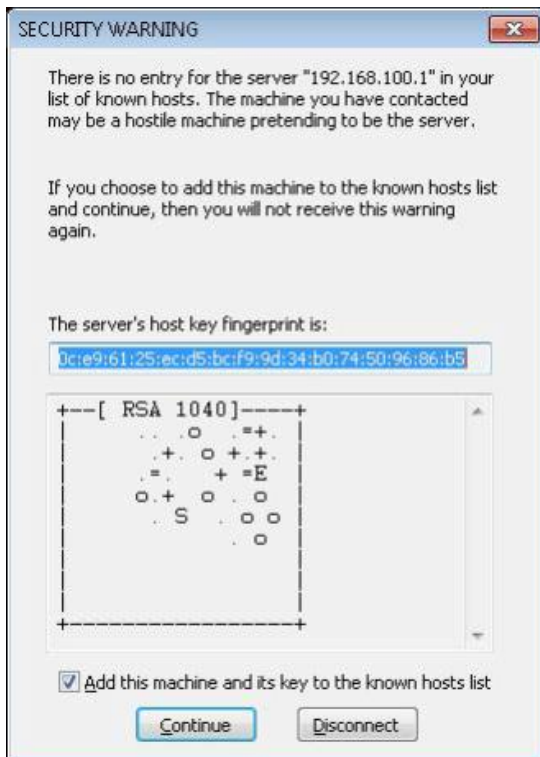 SECURITY WARNING
There is no entry for the server "192.168.100.1" in your
list of known hosts. The machine you have contacted
may be a hostile machine pretending to be the server.
If you choose to add this machine to the known hosts list
and continue, then you will not receive this warning
again.
The server's host key fingerprint is:
0c:e9:61:25:ec:d5:bc:f9:9d:34:b0:74:50:96:86:b5
+--[ RSA 1040]----+
|      .. .o  .=+.|
|       .+. o +.+.|
|      .=.   + =E |
|      o.+  o . o |
|       . S  . o o|
|             . o |
|                 |
|                 |
|                 |
+-----------------+
Add this machine and its key to the known hosts list
Continue Disconnect